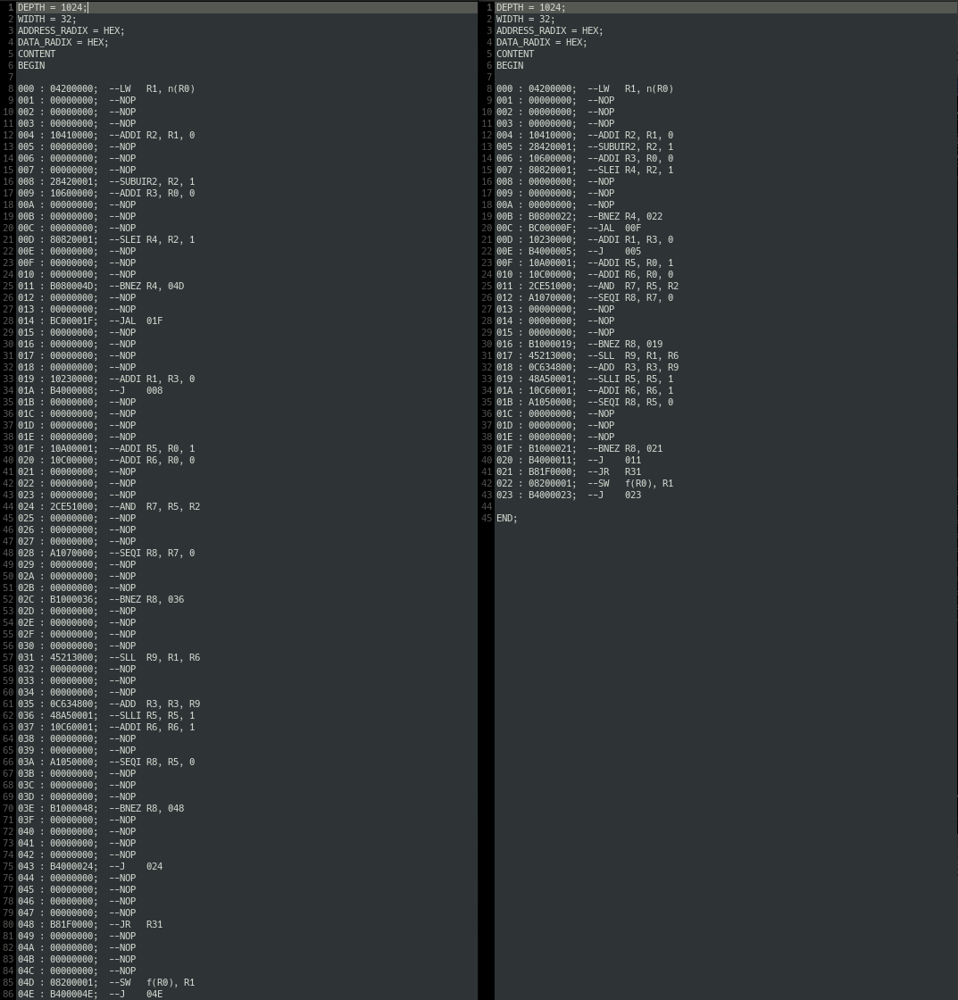 1 DEPTH = 1024;
2 WIDTH = 32;
3 ADDRESS_RADIX = HEX;
4 DATA_RADIX = HEX;
5 CONTENT
6 BEGIN
7
8 000 : 04200000;  --LW   R1, n(R0)
9 001 : 00000000;  --NOP
10 002 : 00000000;  --NOP
11 003 : 00000000;  --NOP
12 004 : 10410000;  --ADDI R2, R1, 0
13 005 : 00000000;  --NOP
14 006 : 00000000;  --NOP
15 007 : 00000000;  --NOP
16 008 : 28420001;  --SUBUIR2, R2, 1
17 009 : 10600000;  --ADDI R3, R0, 0
18 00A : 00000000;  --NOP
19 00B : 00000000;  --NOP
20 00C : 00000000;  --NOP
21 00D : 80820001;  --SLEI R4, R2, 1
22 00E : 00000000;  --NOP
23 00F : 00000000;  --NOP
24 010 : 00000000;  --NOP
25 011 : B080004D;  --BNEZ R4, 04D
26 012 : 00000000;  --NOP
27 013 : 00000000;  --NOP
28 014 : BC00001F;  --JAL  01F
29 015 : 00000000;  --NOP
30 016 : 00000000;  --NOP
31 017 : 00000000;  --NOP
32 018 : 00000000;  --NOP
33 019 : 10230000;  --ADDI R1, R3, 0
34 01A : B4000008;  --J    008
35 01B : 00000000;  --NOP
36 01C : 00000000;  --NOP
37 01D : 00000000;  --NOP
38 01E : 00000000;  --NOP
39 01F : 10A00001;  --ADDI R5, R0, 1
40 020 : 10C00000;  --ADDI R6, R0, 0
41 021 : 00000000;  --NOP
42 022 : 00000000;  --NOP
43 023 : 00000000;  --NOP
44 024 : 2CE51000;  --AND  R7, R5, R2
45 025 : 00000000;  --NOP
46 026 : 00000000;  --NOP
47 027 : 00000000;  --NOP
48 028 : A1070000;  --SEQI R8, R7, 0
49 029 : 00000000;  --NOP
50 02A : 00000000;  --NOP
51 02B : 00000000;  --NOP
52 02C : B1000036;  --BNEZ R8, 036
53 02D : 00000000;  --NOP
54 02E : 00000000;  --NOP
55 02F : 00000000;  --NOP
56 030 : 00000000;  --NOP
57 031 : 45213000;  --SLL  R9, R1, R6
58 032 : 00000000;  --NOP
59 033 : 00000000;  --NOP
60 034 : 00000000;  --NOP
61 035 : 0C634800;  --ADD  R3, R3, R9
62 036 : 48A50001;  --SLLI R5, R5, 1
63 037 : 10C60001;  --ADDI R6, R6, 1
64 038 : 00000000;  --NOP
65 039 : 00000000;  --NOP
66 03A : A1050000;  --SEQI R8, R5, 0
67 03B : 00000000;  --NOP
68 03C : 00000000;  --NOP
69 03D : 00000000;  --NOP
70 03E : B1000048;  --BNEZ R8, 048
71 03F : 00000000;  --NOP
72 040 : 00000000;  --NOP
73 041 : 00000000;  --NOP
74 042 : 00000000;  --NOP
75 043 : B4000024;  --J    024
76 044 : 00000000;  --NOP
77 045 : 00000000;  --NOP
78 046 : 00000000;  --NOP
79 047 : 00000000;  --NOP
80 048 : B81F0000;  --JR   R31
81 049 : 00000000;  --NOP
82 04A : 00000000;  --NOP
83 04B : 00000000;  --NOP
84 04C : 00000000;  --NOP
85 04D : 08200001;  --SW   f(R0), R1
86 04E : B400004E;  --J    04E
1 DEPTH = 1024;
2 WIDTH = 32;
3 ADDRESS_RADIX = HEX;
4 DATA_RADIX = HEX;
5 CONTENT
6 BEGIN
7
8 000 : 04200000;  --LW   R1, n(R0)
9 001 : 00000000;  --NOP
10 002 : 00000000;  --NOP
11 003 : 00000000;  --NOP
12 004 : 10410000;  --ADDI R2, R1, 0
13 005 : 28420001;  --SUBUIR2, R2, 1
14 006 : 10600000;  --ADDI R3, R0, 0
15 007 : 80820001;  --SLEI R4, R2, 1
16 008 : 00000000;  --NOP
17 009 : 00000000;  --NOP
18 00A : 00000000;  --NOP
19 00B : B0800022;  --BNEZ R4, 022
20 00C : BC00000F;  --JAL  00F
21 00D : 10230000;  --ADDI R1, R3, 0
22 00E : B4000005;  --J    005
23 00F : 10A00001;  --ADDI R5, R0, 1
24 010 : 10C00000;  --ADDI R6, R0, 0
25 011 : 2CE51000;  --AND  R7, R5, R2
26 012 : A1070000;  --SEQI R8, R7, 0
27 013 : 00000000;  --NOP
28 014 : 00000000;  --NOP
29 015 : 00000000;  --NOP
30 016 : B1000019;  --BNEZ R8, 019
31 017 : 45213000;  --SLL  R9, R1, R6
32 018 : 0C634800;  --ADD  R3, R3, R9
33 019 : 48A50001;  --SLLI R5, R5, 1
34 01A : 10C60001;  --ADDI R6, R6, 1
35 01B : A1050000;  --SEQI R8, R5, 0
36 01C : 00000000;  --NOP
37 01D : 00000000;  --NOP
38 01E : 00000000;  --NOP
39 01F : B1000021;  --BNEZ R8, 021
40 020 : B4000011;  --J    011
41 021 : B81F0000;  --JR   R31
42 022 : 08200001;  --SW   f(R0), R1
43 023 : B4000023;  --J    023
44
45 END;